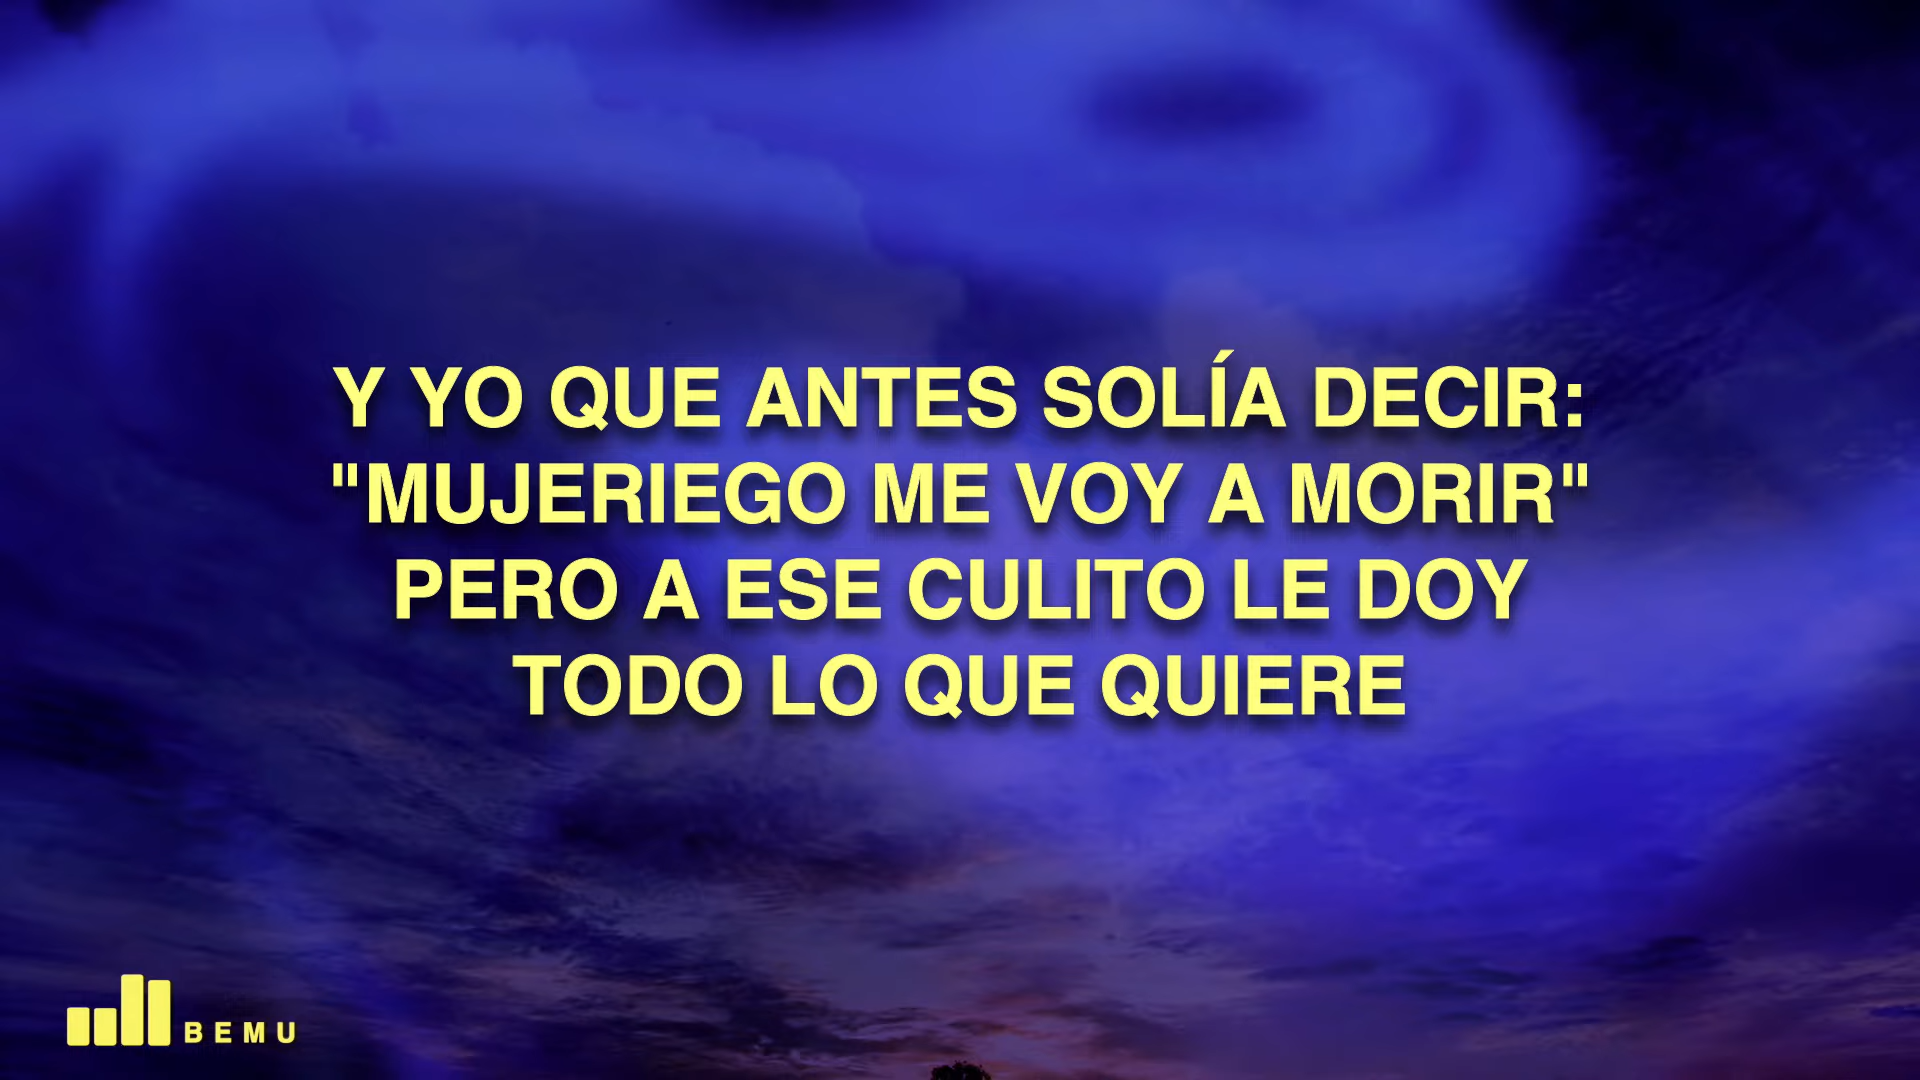 Y YO QUE ANTES SOLÍA DECIR:
"MUJERIEGO ME VOY A MORIR"
PERO A ESE CULITO LE DOY
TODO LO QUE QUIERE
BEMU